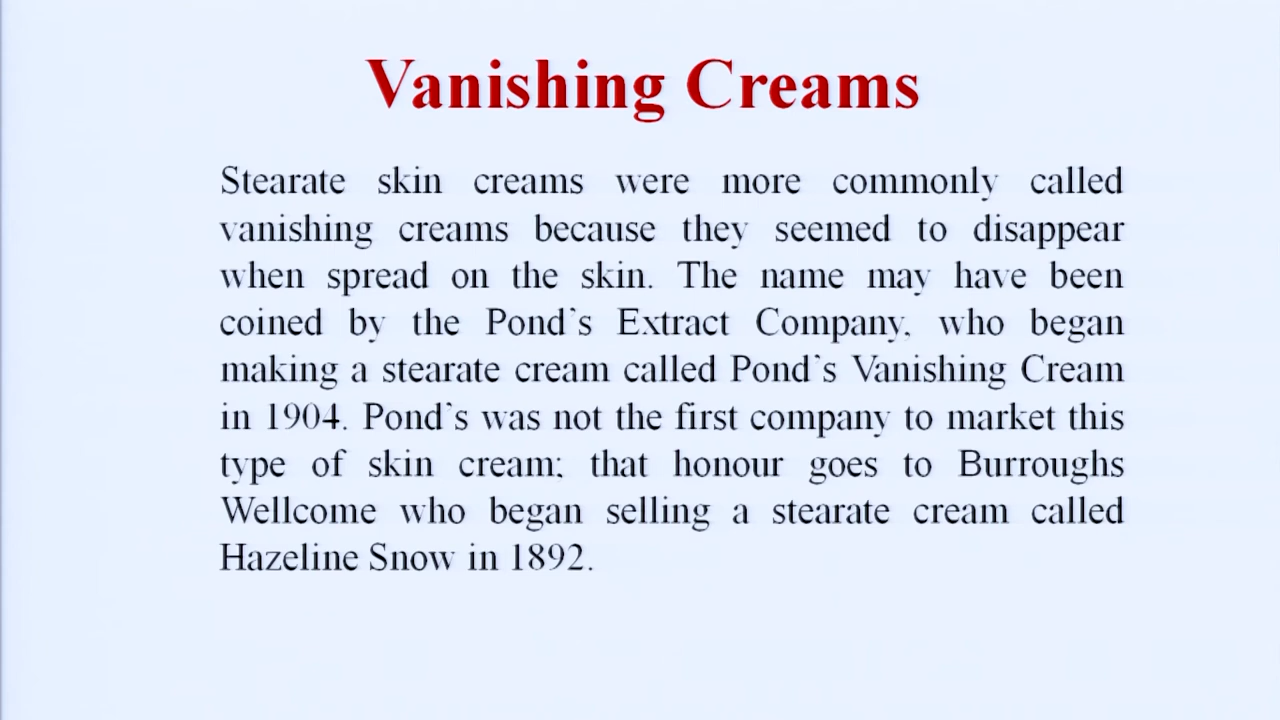 Vanishing Creams
Stearate skin creams were more commonly called
vanishing creams because they seemed to disappear
when spread on the skin. The name may have been
coined by the Pond's Extract Company, who began
making a stearate cream called Pond's Vanishing Cream
in 1904. Pond's was not the first company to market this
type of skin cream; that honour goes to Burroughs
Wellcome who began selling a stearate cream called
Hazeline Snow in 1892.